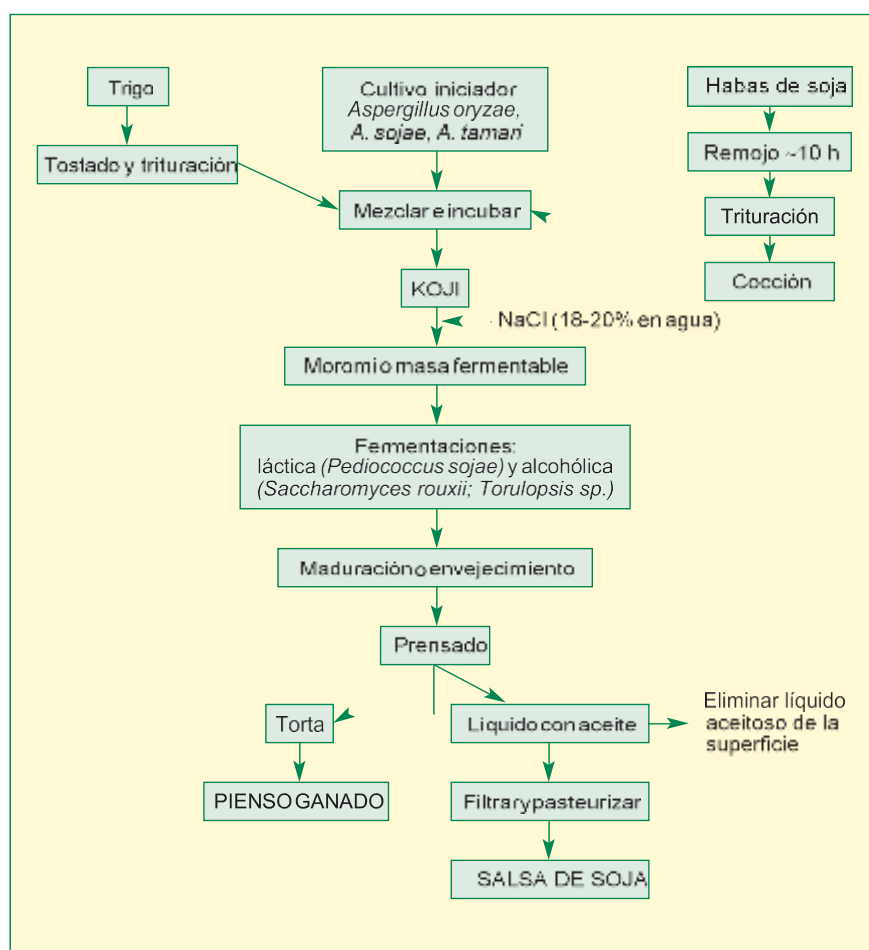 Trigo
Tostado y trituración
Cultivo iniciador
Aspergillus oryzae,
A. sojae, A. tamari
Habas de soja
Remojo ~10 h
Trituración
Cocción
Mezclar e incubar
KOJI
NaCl (18-20% en agua)
Moromi o masa fermentable
Fermentaciones:
láctica (Pediococcus sojae) y alcohólica
(Saccharomyces rouxii; Torulopsis sp.)
Maduración o envejecimiento
Prensado
Torta
PIENSO GANADO
Líquido con aceite
Eliminar líquido
aceitoso de la
superficie
Filtrar y pasteurizar
SALSA DE SOJA